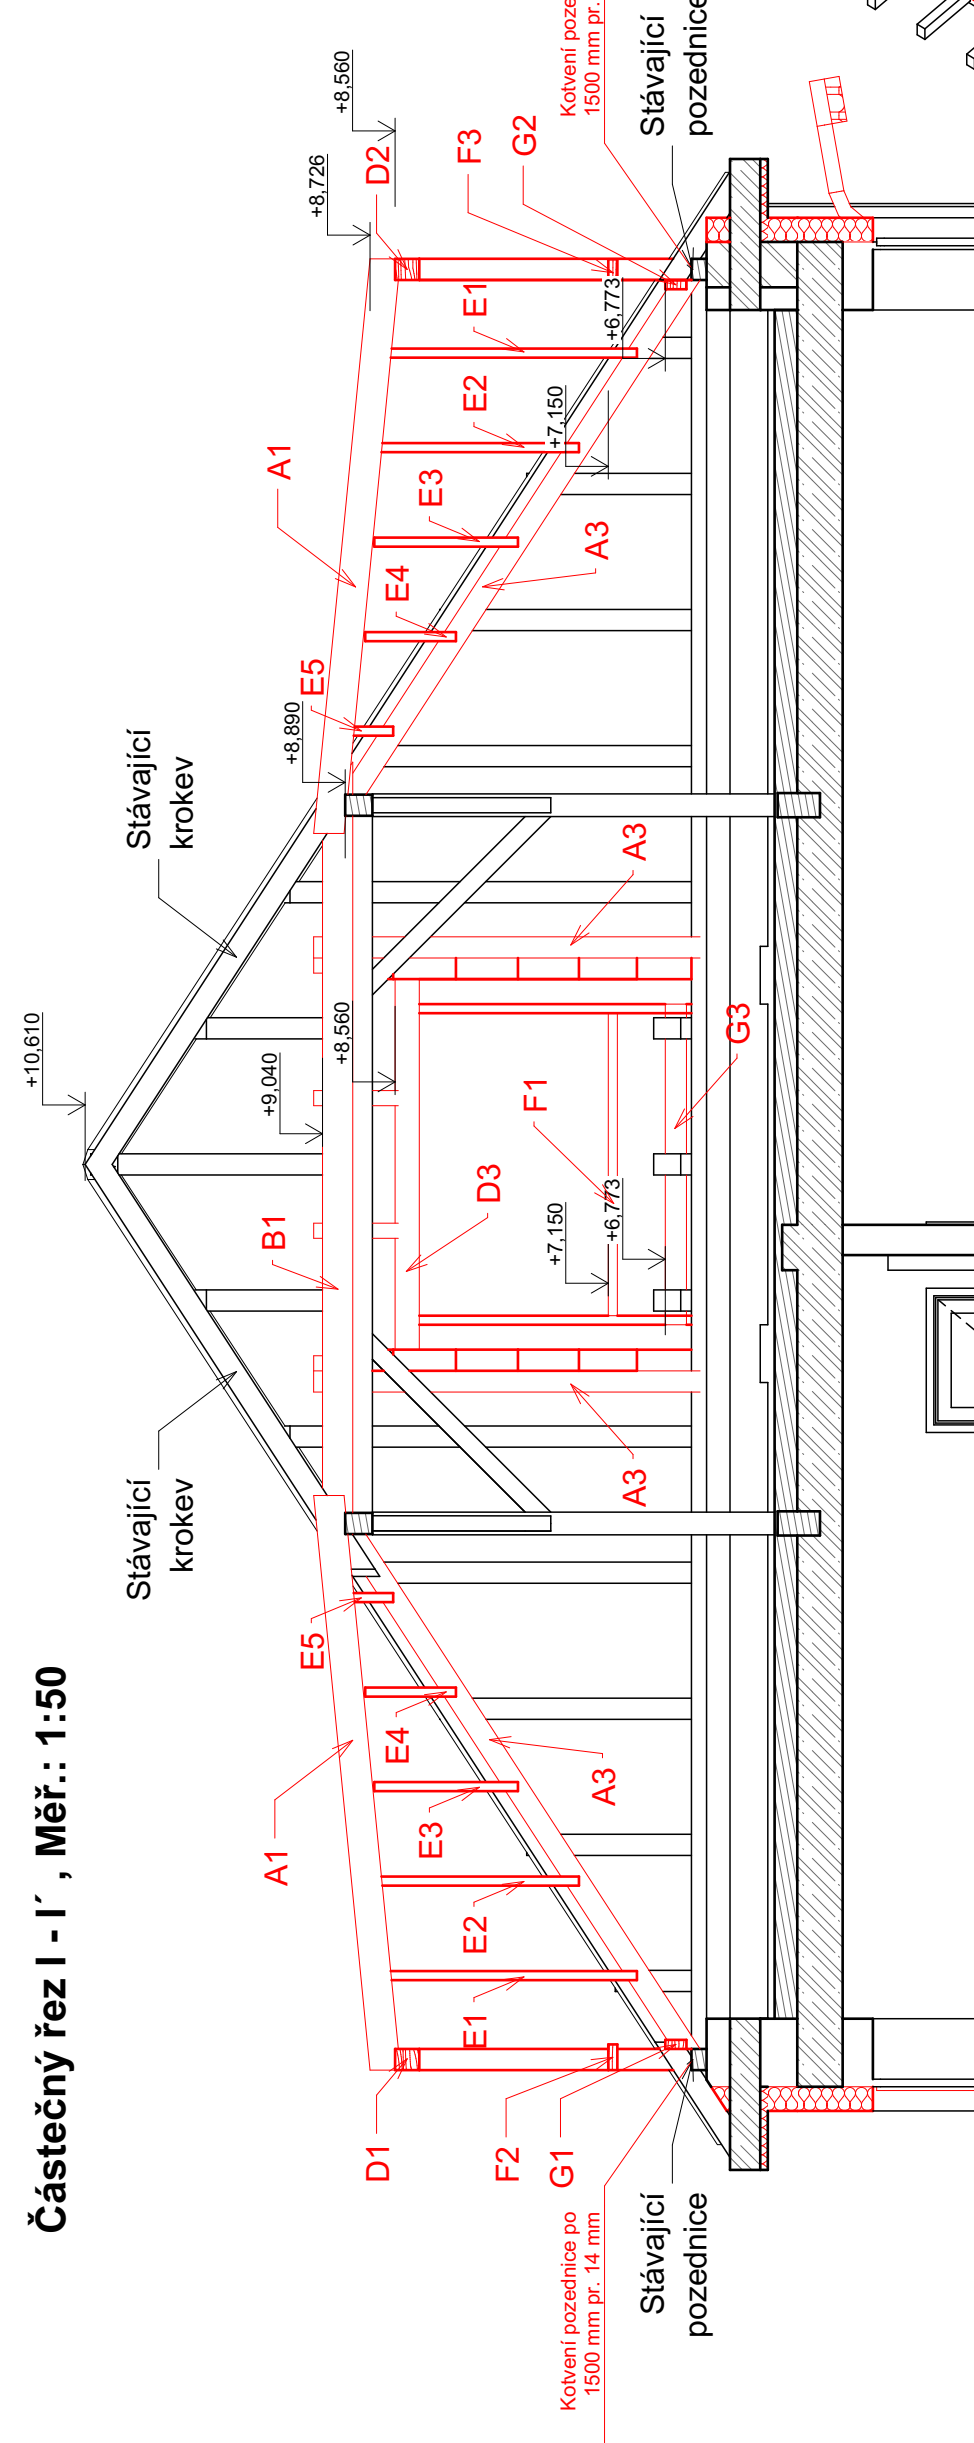 Částečný řez I - I´ , Měř.: 1:50
+10,610
Stávající
krokev
Stávající
krokev
+9,040
B1
+8,890
+8,726
+8,560
+8,560
A1
A1
D1
D2
D3
E5
E4
E3
E2
E1
E5
E4
E3
E2
E1
F2
G1
F1
F3
G2
G3
A3
A3
A3
A3
+7,150
+6,773
+7,150
+6,773
Kotvení pozednice po
1500 mm pr. 14 mm
Stávající
pozednice
Kotvení poze
1500 mm pr.
Stávající
pozednice